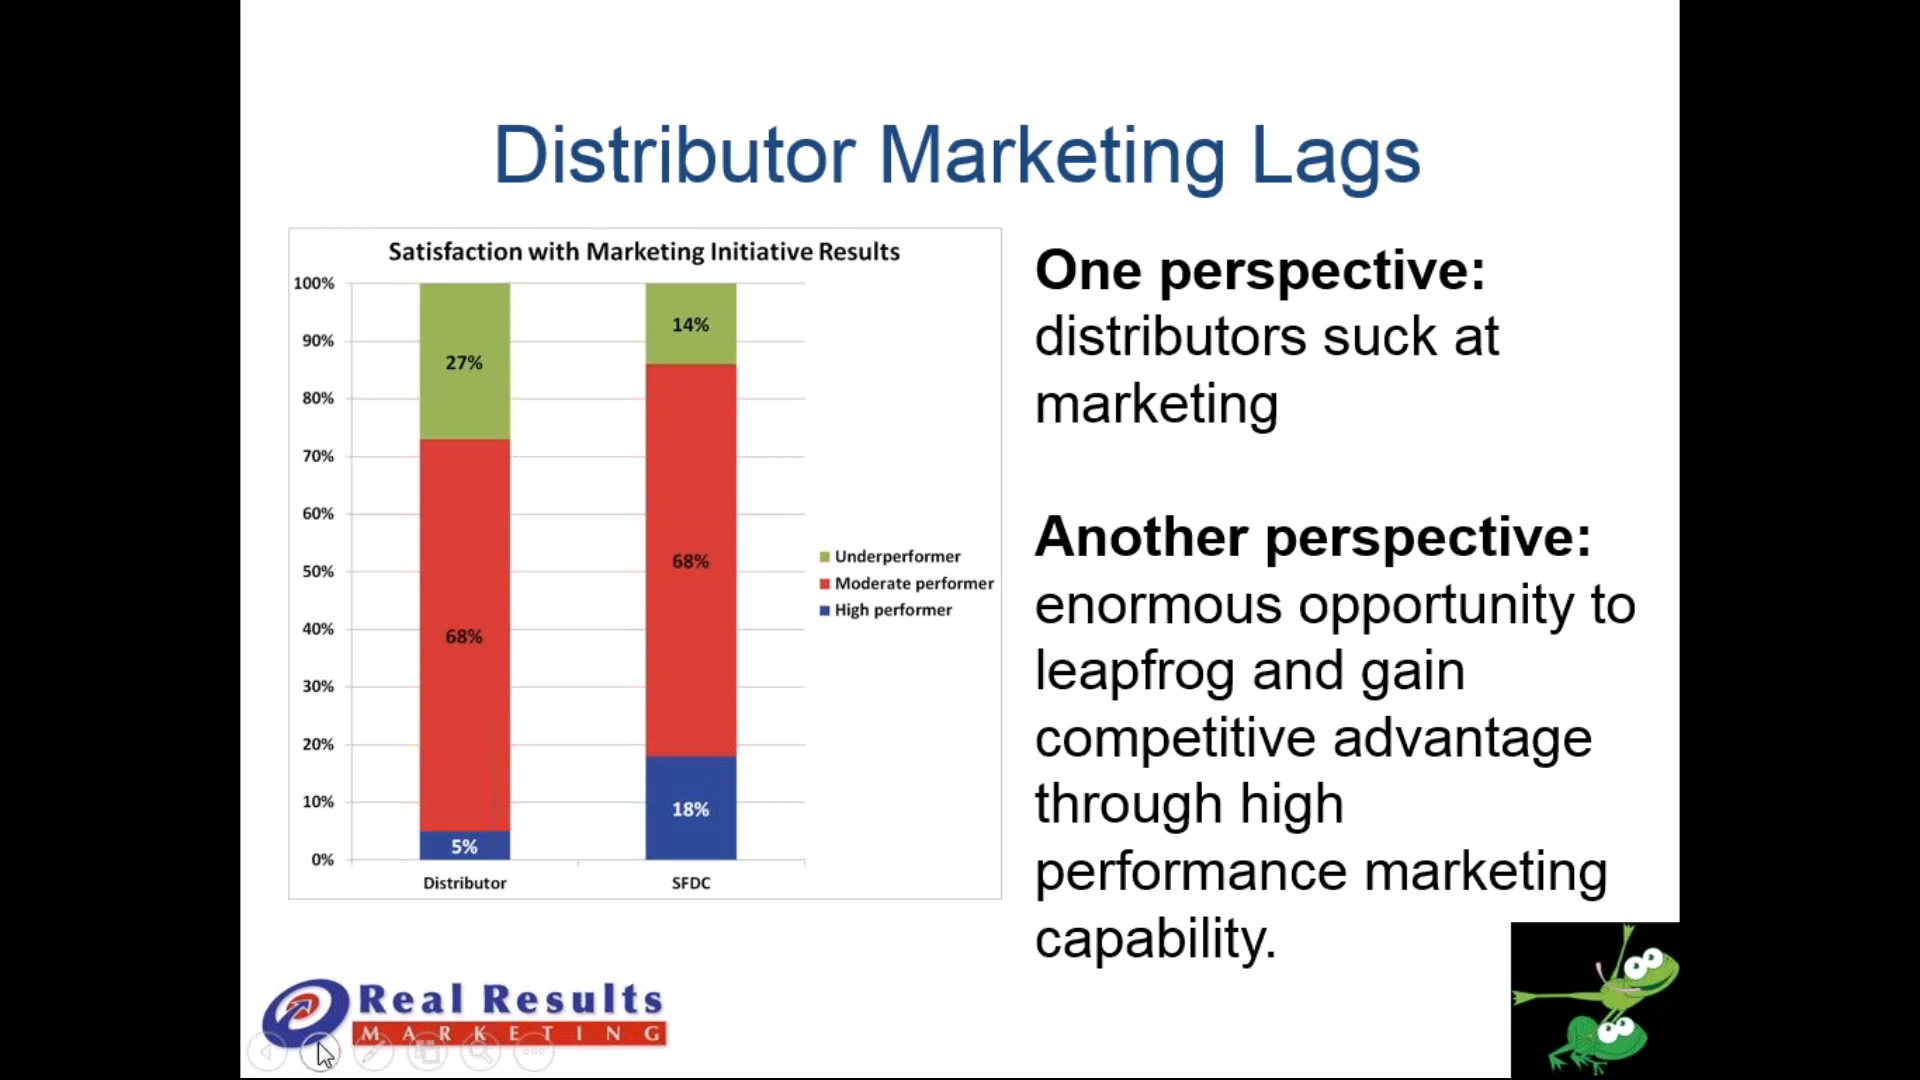 Distributor Marketing Lags
Satisfaction with Marketing Initiative Results
100%
90%
80%
70%
60%
50%
40%
30%
20%
10%
0%
27%
68%
5%
14%
68%
18%
Distributor
SFDC
Underperformer
Moderate performer
High performer
One perspective:
distributors suck at
marketing
Another perspective:
enormous opportunity to
leapfrog and gain
competitive advantage
through high
performance marketing
capability.
Real Results
MARKETING